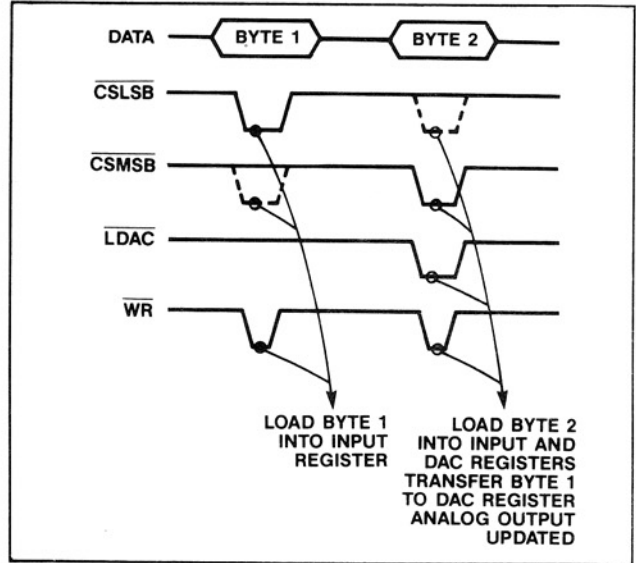 DATA
BYTE 1
BYTE 2
CSLSB
CSMSB
LDAC
WR
LOAD BYTE 1
INTO INPUT
REGISTER
LOAD BYTE 2
INTO INPUT AND
DAC REGISTERS
TRANSFER BYTE 1
TO DAC REGISTER
ANALOG OUTPUT
UPDATED